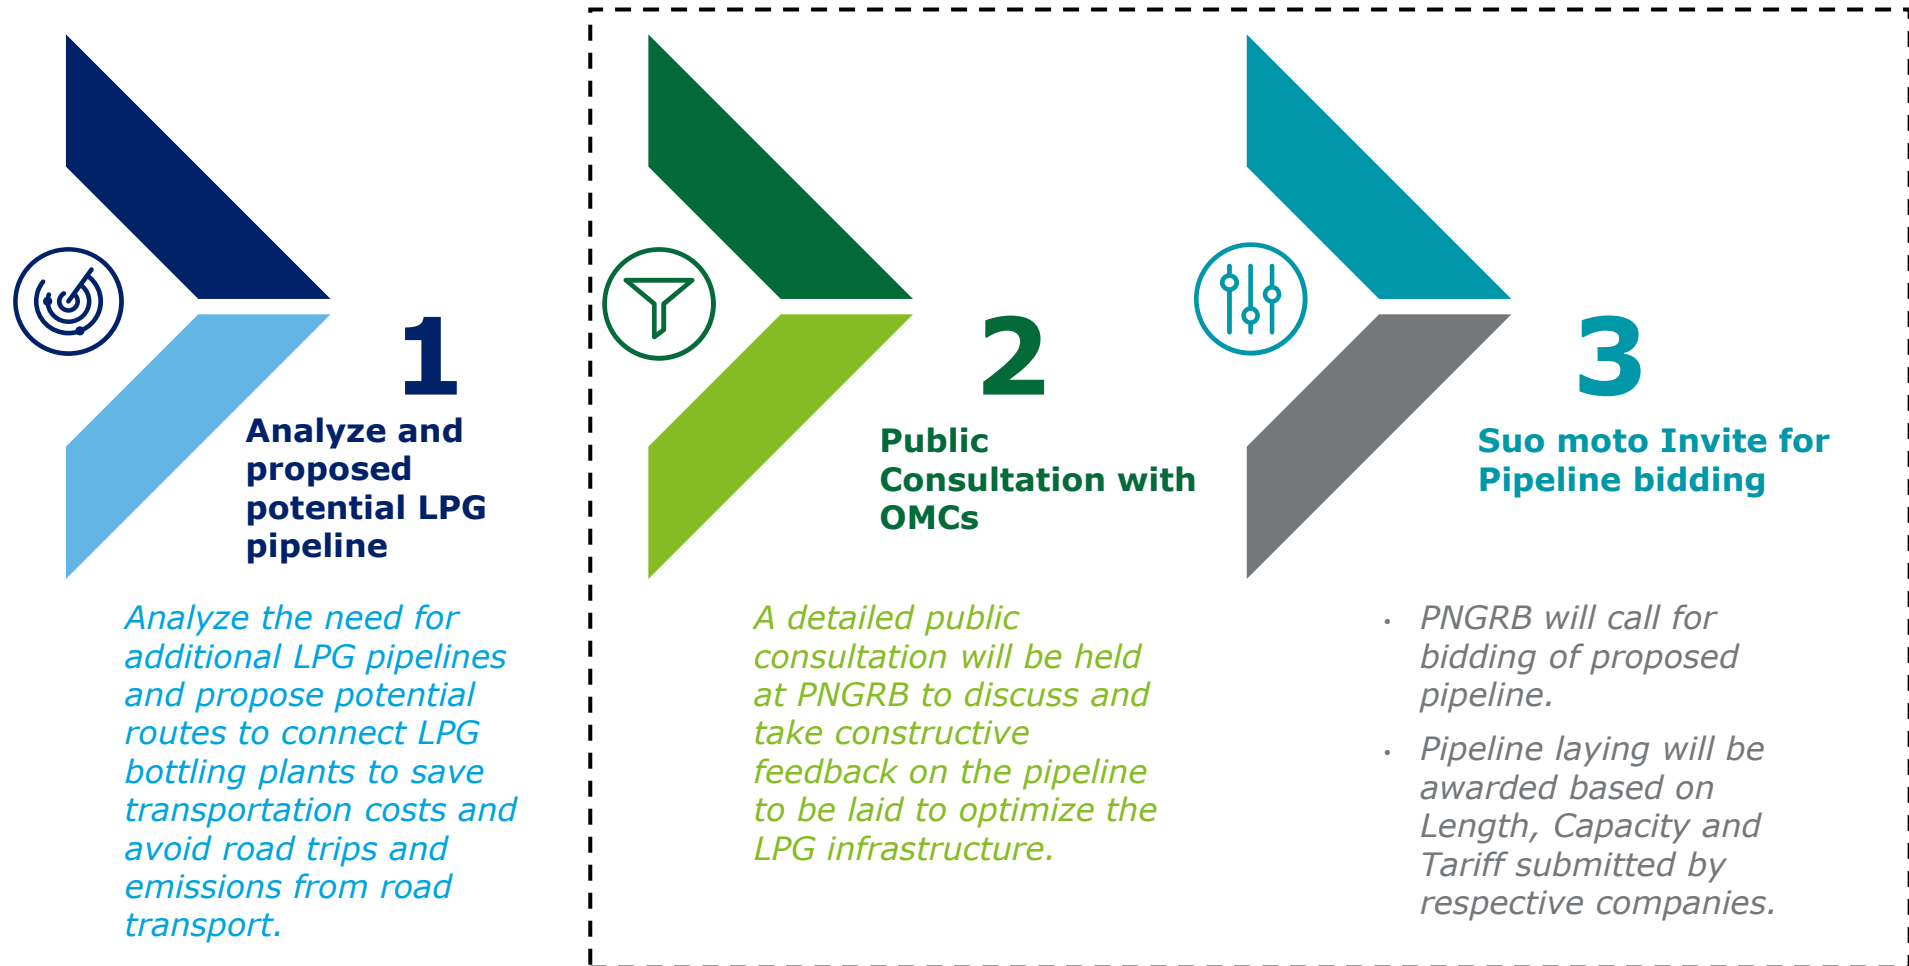 1
Analyze and
proposed
potential LPG
pipeline
Analyze the need for
additional LPG pipelines
and propose potential
routes to connect LPG
bottling plants to save
transportation costs and
avoid road trips and
emissions from road
transport.
2
Public
Consultation with
OMCs
A detailed public
consultation will be held
at PNGRB to discuss and
take constructive
feedback on the pipeline
to be laid to optimize the
LPG infrastructure.
3
Suo moto Invite for
Pipeline bidding
• PNGRB will call for
bidding of proposed
pipeline.
• Pipeline laying will be
awarded based on
Length, Capacity and
Tariff submitted by
respective companies.